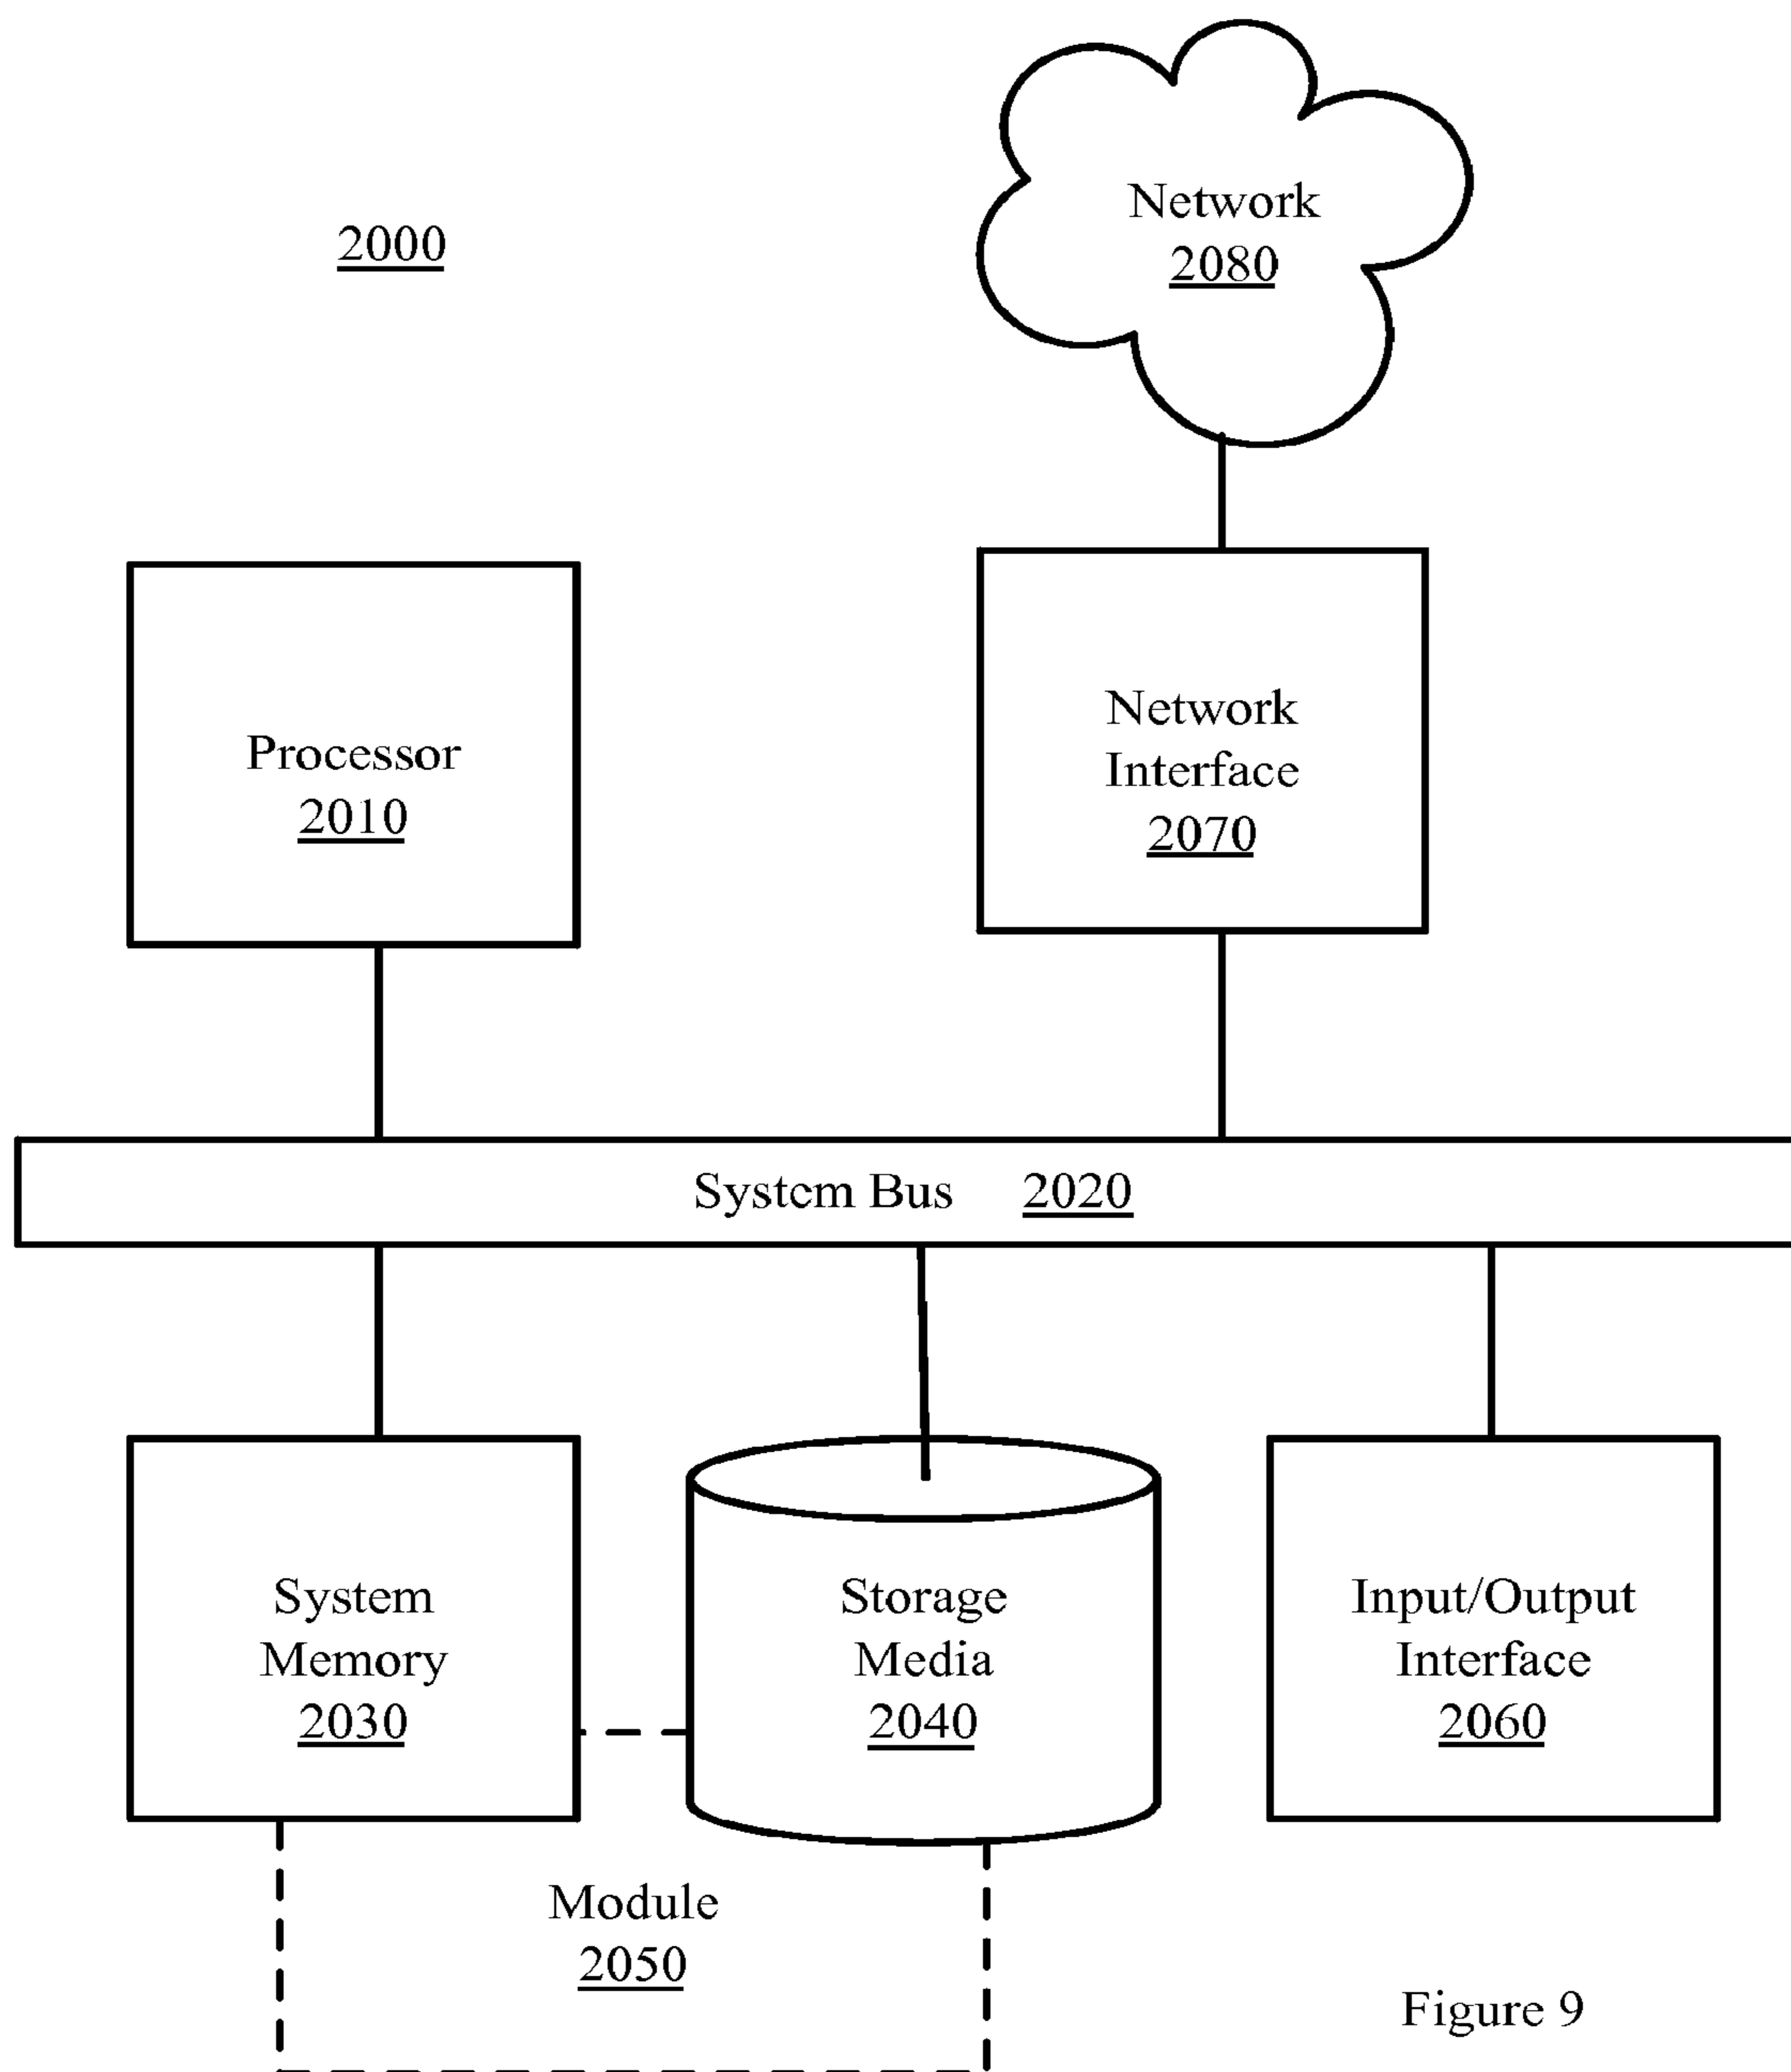 2000
Network
2080
Processor
2010
Network
Interface
2070
System Bus 2020
System
Memory
2030
Storage
Media
2040
Input/Output
Interface
2060
Module
2050
Figure 9